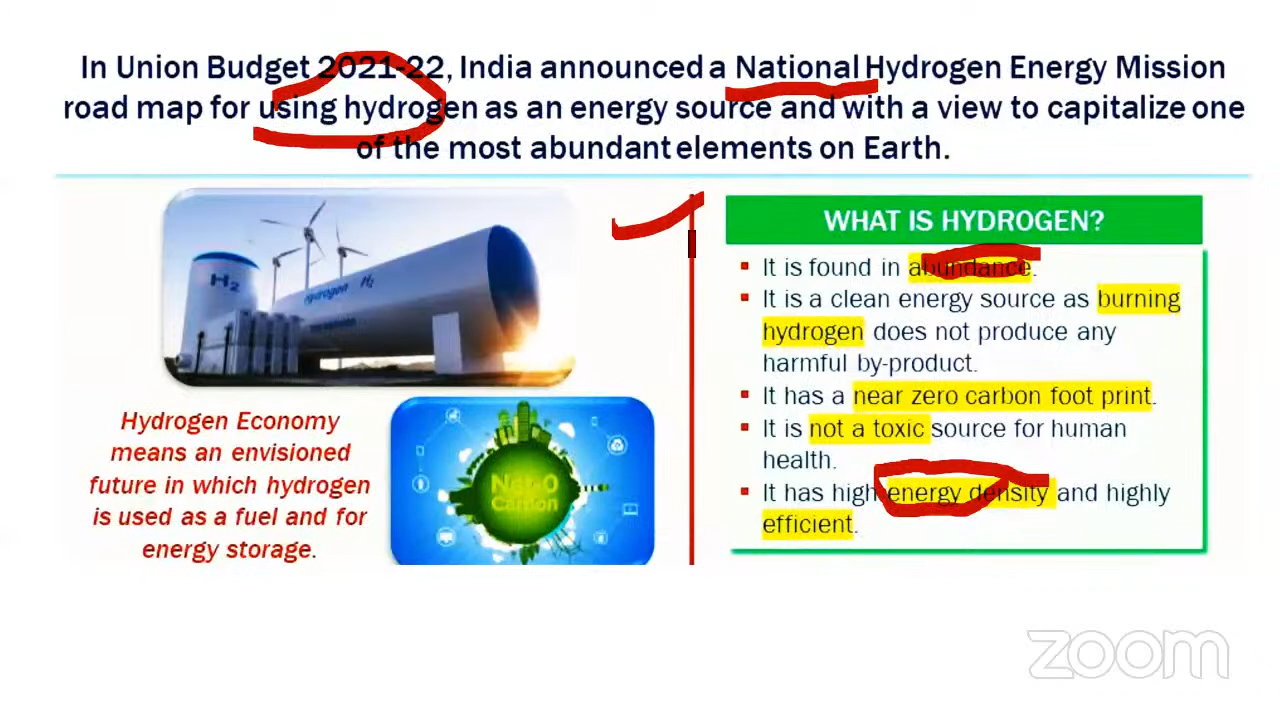 In Union Budget 2021-22, India announced a National Hydrogen Energy Mission
road map for using hydrogen as an energy source and with a view to capitalize one
of the most abundant elements on Earth.
H₂
Hydrogen H₂
Hydrogen Economy
means an envisioned
future in which hydrogen
is used as a fuel and for
energy storage.
Net-0
Carbon
WHAT IS HYDROGEN?
▪ It is found in abundance.
▪ It is a clean energy source as burning
hydrogen does not produce any
harmful by-product.
▪ It has a near zero carbon foot print.
▪ It is not a toxic source for human
health.
▪ It has high energy density and highly
efficient.
zoom